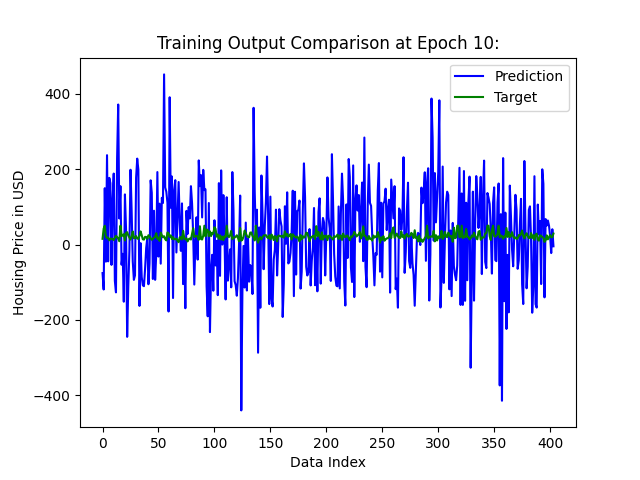 Training Output Comparison at Epoch 10:
Prediction
Target
Housing Price in USD
400
200
0
−200
−400
0 50 100 150 200 250 300 350 400
Data Index